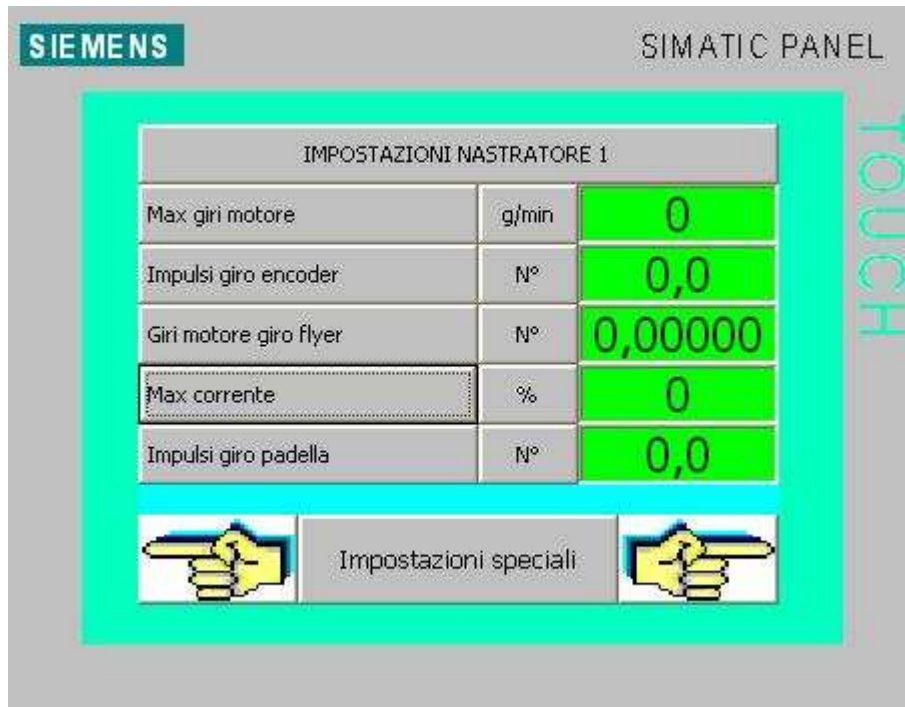 SIEMENS
SIMATIC PANEL
TOUCH
IMPOSTAZIONI NASTRATORE 1
Max giri motore g/min 0
Impulsi giro encoder N° 0,0
Giri motore giro flyer N° 0,00000
Max corrente % 0
Impulsi giro padella N° 0,0
Impostazioni speciali